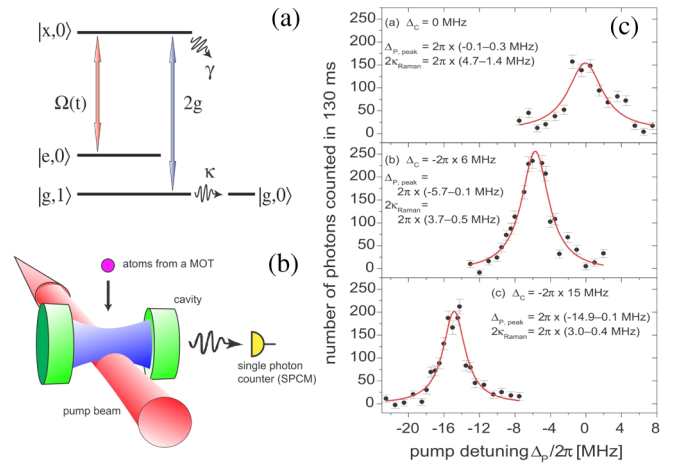 (a)
|x,0⟩
γ
Ω(t)
2g
|e,0⟩
κ
|g,1⟩
|g,0⟩
(b)
atoms from a MOT
cavity
single photon
counter (SPCM)
pump beam
(c)
number of photons counted in 130 ms
250
200
150
100
50
0
(a) Δ_C = 0 MHz
Δ_P, peak = 2π x (-0.1–0.3 MHz)
2κ_Raman = 2π x (4.7–1.4 MHz)
250
200
150
100
50
0
(b) Δ_C = -2π x 6 MHz
Δ_P, peak =
2π x (-5.7–0.1 MHz)
2κ_Raman =
2π x (3.7–0.5 MHz)
250
200
150
100
50
0
(c) Δ_C = -2π x 15 MHz
Δ_P, peak = 2π x (-14.9–0.1 MHz)
2κ_Raman = 2π x (3.0–0.4 MHz)
-20 -16 -12 -8 -4 0 4 8
pump detuning Δ_P/2π [MHz]